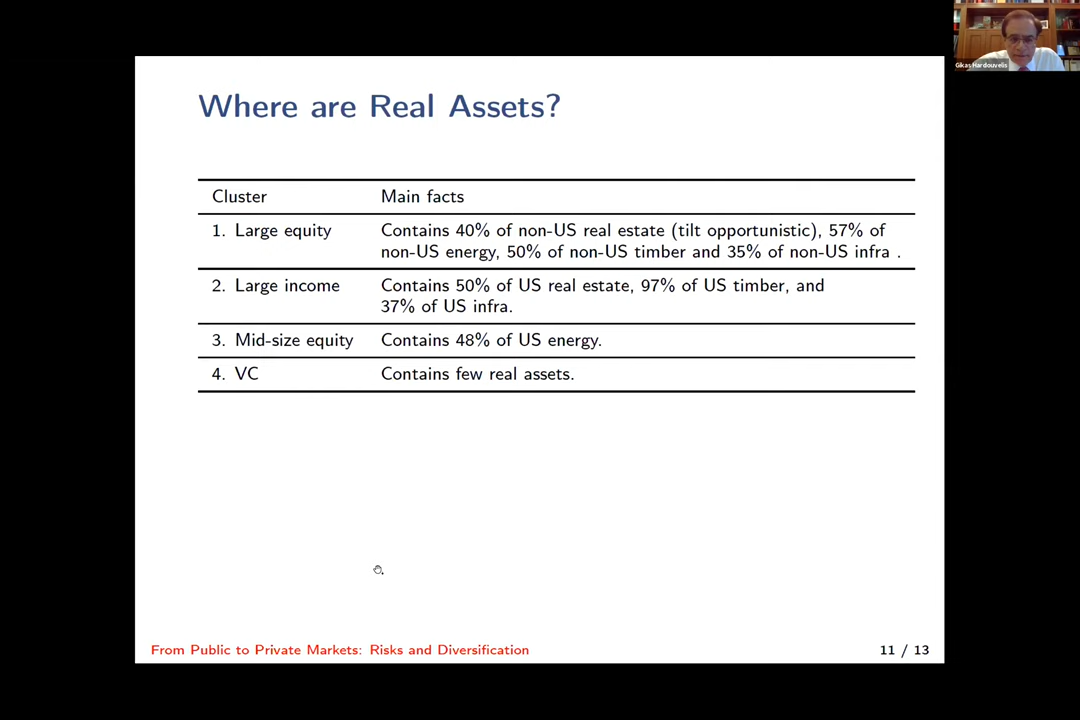 Gikas Hardouvelis
Where are Real Assets?
Cluster Main facts
1. Large equity Contains 40% of non-US real estate (tilt opportunistic), 57% of
non-US energy, 50% of non-US timber and 35% of non-US infra .
2. Large income Contains 50% of US real estate, 97% of US timber, and
37% of US infra.
3. Mid-size equity Contains 48% of US energy.
4. VC Contains few real assets.
From Public to Private Markets: Risks and Diversification 11 / 13